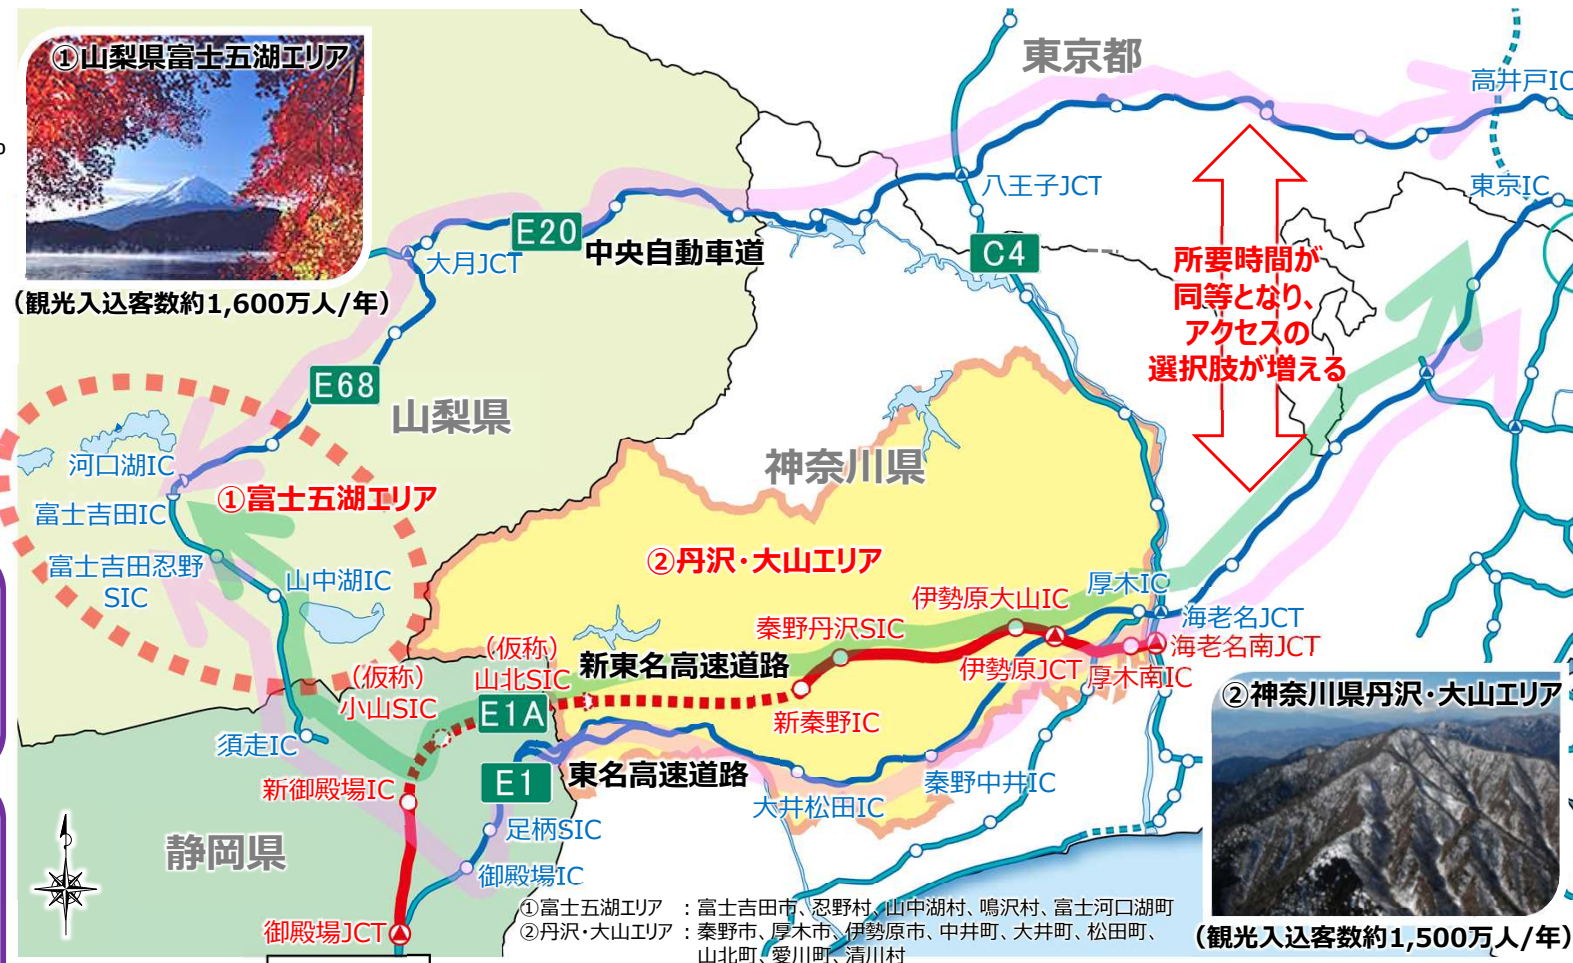 ①山梨県富士五湖エリア
(観光入込客数約1,600万人/年)
東京都
高井戸IC
東京IC
八王子JCT
E20
中央自動車道
大月JCT
C4
所要時間が
同等となり、
アクセスの
選択肢が増える
E68
山梨県
神奈川県
河口湖IC
①富士五湖エリア
富士吉田IC
富士吉田忍野
SIC
山中湖IC
②丹沢・大山エリア
厚木IC
伊勢原大山IC
海老名JCT
秦野丹沢SIC
海老名南JCT
(仮称)
山北SIC
新東名高速道路
伊勢原JCT
厚木南IC
(仮称)
小山SIC
E1A
新秦野IC
②神奈川県丹沢・大山エリア
須走IC
東名高速道路
新御殿場IC
E1
秦野中井IC
大井松田IC
足柄SIC
静岡県
御殿場IC
御殿場JCT
①富士五湖エリア ：富士吉田市、忍野村、山中湖村、鳴沢村、富士河口湖町
②丹沢・大山エリア：秦野市、厚木市、伊勢原市、中井町、大井町、松田町、
山北町、愛川町、清川村
(観光入込客数約1,500万人/年)